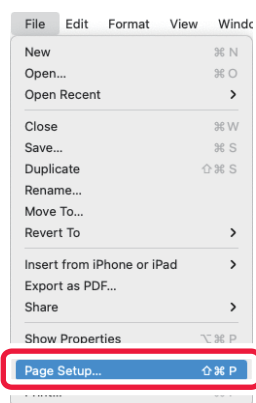 File Edit Format View
New ⌘ N
Open... ⌘ O
Open Recent >
Close ⌘ W
Save... ⌘ S
Duplicate ⇧ ⌘ S
Rename...
Move To...
Revert To >
Insert from iPhone or iPad >
Export as PDF...
Share >
Show Properties ⌥ ⌘ P
Page Setup... ⇧ ⌘ P